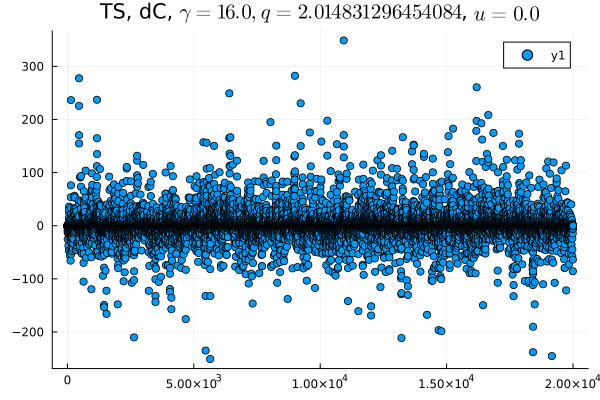 TS, dC, γ = 16.0, q = 2.014831296454084, u = 0.0
y1
300
200
100
0
−100
−200
0 5.00×10³ 1.00×10⁴ 1.50×10⁴ 2.00×10⁴